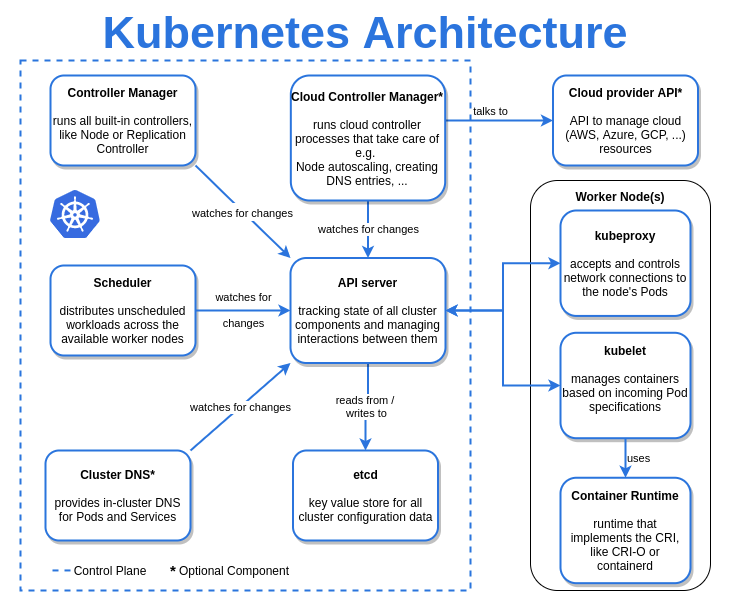 Kubernetes Architecture
Controller Manager
runs all built-in controllers,
like Node or Replication
Controller
Cloud Controller Manager*
runs cloud controller
processes that take care of
e.g.
Node autoscaling, creating
DNS entries, ...
talks to
Cloud provider API*
API to manage cloud
(AWS, Azure, GCP, ...)
resources
watches for changes
watches for changes
Worker Node(s)
kubeproxy
accepts and controls
network connections to
the node's Pods
Scheduler
distributes unscheduled
workloads across the
available worker nodes
watches for
changes
API server
tracking state of all cluster
components and managing
interactions between them
kubelet
manages containers
based on incoming Pod
specifications
watches for changes
reads from /
writes to
uses
Cluster DNS*
provides in-cluster DNS
for Pods and Services
etcd
key value store for all
cluster configuration data
Container Runtime
runtime that
implements the CRI,
like CRI-O or
containerd
Control Plane
* Optional Component